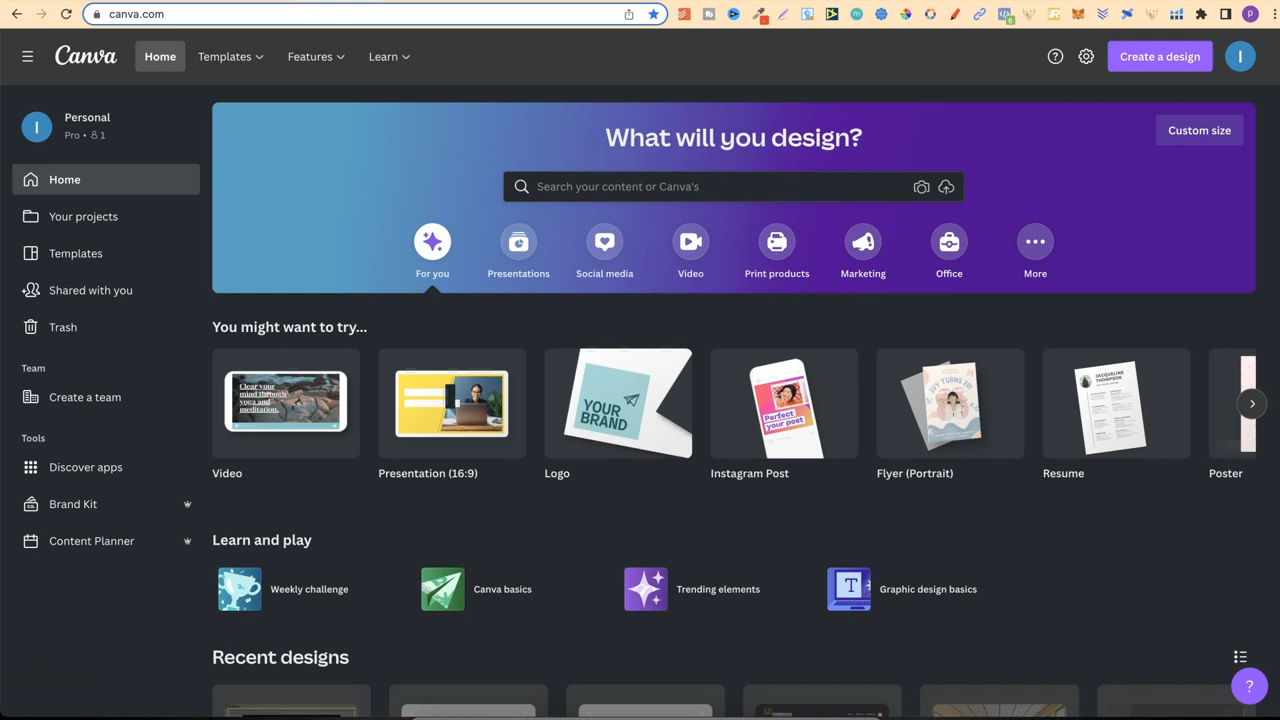 canva.com
6
p
Canva
Home
Templates
Features
Learn
Create a design
I
I
Personal
Pro • 1
Home
Your projects
Templates
Shared with you
Trash
Team
Create a team
Tools
Discover apps
Brand Kit
Content Planner
What will you design?
Custom size
Search your content or Canva's
For you
Presentations
Social media
Video
Print products
Marketing
Office
More
You might want to try...
Clear your
mind through
yoga and
meditation.
YOUR
BRAND
Perfect
your post
IVY TURNS 20!
JACQUELINE
THOMPSON
Video
Presentation (16:9)
Logo
Instagram Post
Flyer (Portrait)
Resume
Poster
Learn and play
Weekly challenge
Canva basics
Trending elements
T
Graphic design basics
Recent designs
?